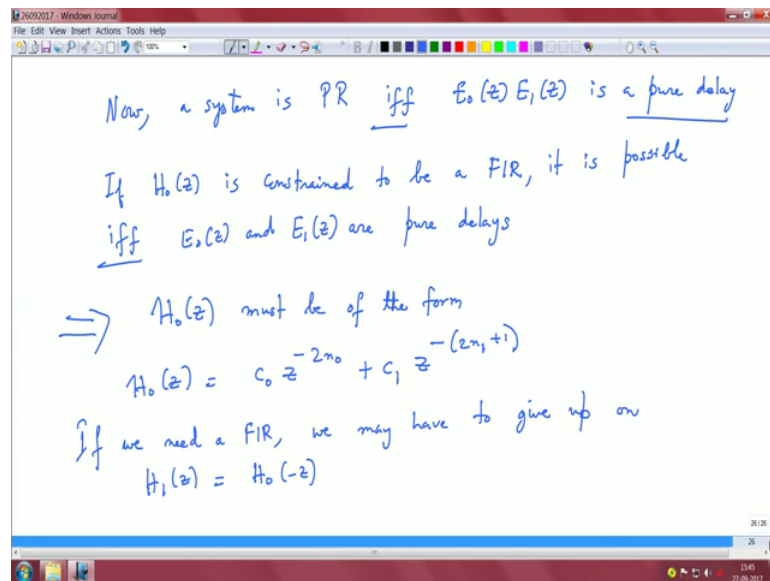 26092017 - Windows Journal
File Edit View Insert Actions Tools Help
100%
B I
Now, a system is PR iff E₀(z) E₁(z) is a pure delay
If H₀(z) is constrained to be a FIR, it is possible
iff E₀(z) and E₁(z) are pure delays
⇒ H₀(z) must be of the form
H₀(z) = c₀ z^{-2n₀} + c₁ z^{-(2n₁+1)}
If we need a FIR, we may have to give up on
H₁(z) = H₀(-z)
26/26
26
15:45
27-09-2017